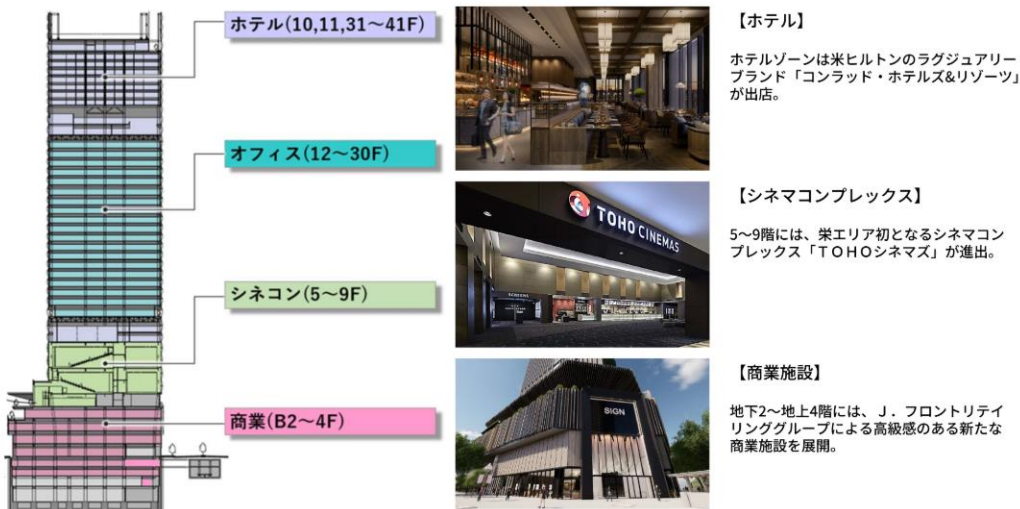 ホテル(10,11,31～41F)
オフィス(12～30F)
シネコン(5～9F)
商業(B2～4F)
TOHO CINEMAS
SIGN
【ホテル】
ホテルゾーンは米ヒルトンのラグジュアリー
ブランド「コンラッド・ホテルズ&リゾーツ」
が出店。
【シネマコンプレックス】
5～9階には、栄エリア初となるシネマコン
プレックス「ＴＯＨＯシネマズ」が進出。
【商業施設】
地下2～地上4階には、Ｊ．フロントリテイ
リンググループによる高級感のある新たな
商業施設を展開。